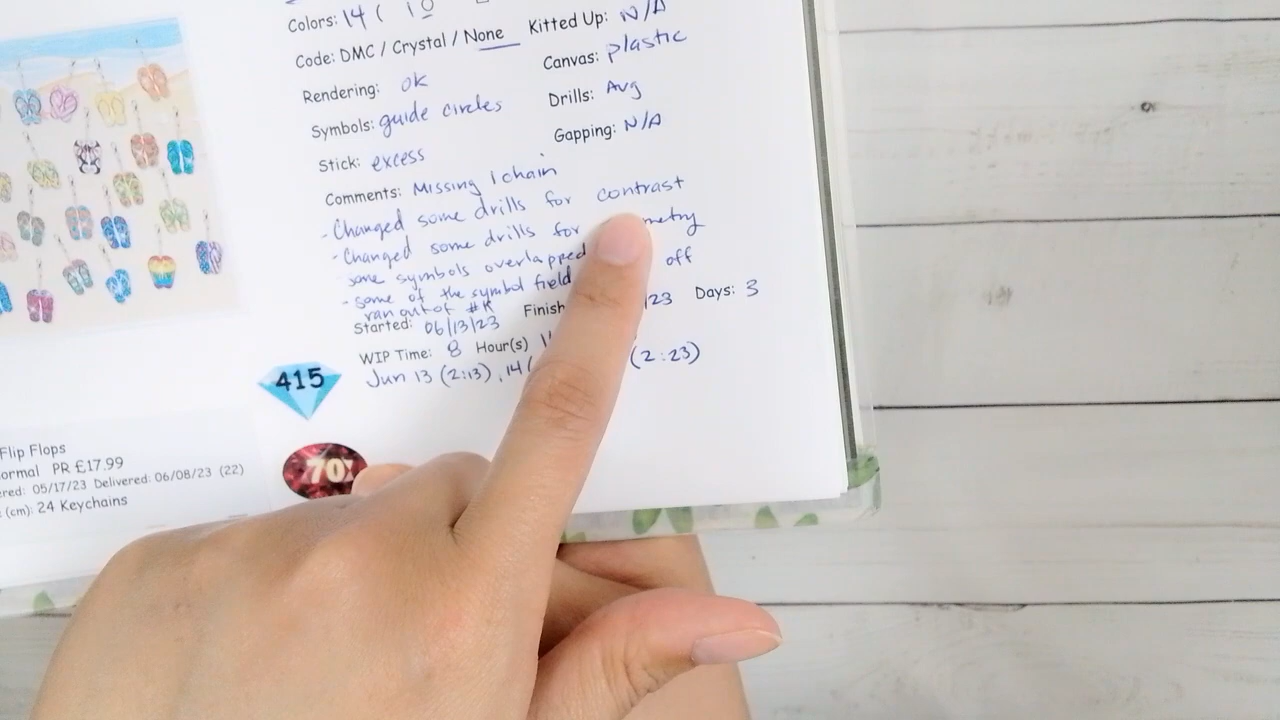 Colors: 14 (
Code: DMC / Crystal / None Kitted Up: N/A
Canvas: plastic
Rendering: ok
Drills: Avg
Symbols: guide circles
Gapping: N/A
Stick: excess
Comments: Missing 1 chain
- Changed some drills for contrast
- Changed some drills for metry
some symbols overlapped
- some of the symbol field off
ran out of #K
Started: 06/13/23 Finish /23 Days: 3
WIP Time: 8 Hour(s)
Jun 13 (2:13), 14 ( (2:23)
415
70
Flip Flops
ormal PR £17.99
ered: 05/17/23 Delivered: 06/08/23 (22)
(cm): 24 Keychains